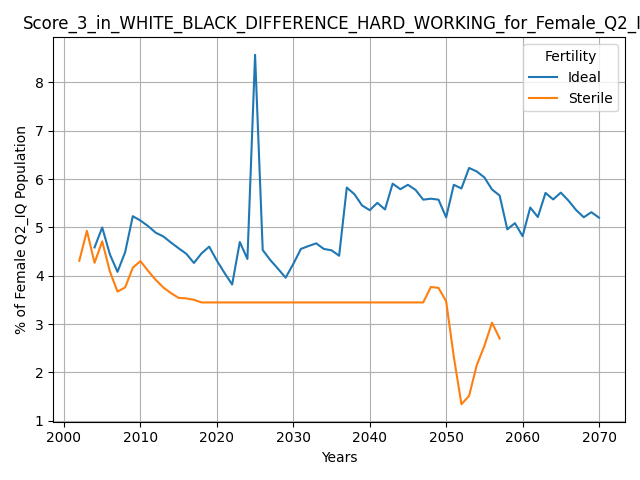 Score_3_in_WHITE_BLACK_DIFFERENCE_HARD_WORKING_for_Female_Q2_I
Fertility
Ideal
Sterile
% of Female Q2_IQ Population
8
7
6
5
4
3
2
1
2000 2010 2020 2030 2040 2050 2060 2070
Years